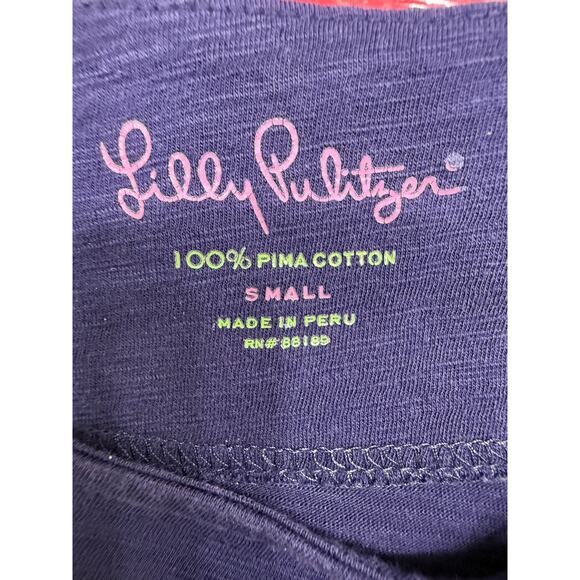 Lilly Pulitzer®
100% PIMA COTTON
SMALL
MADE IN PERU
RN# 88189